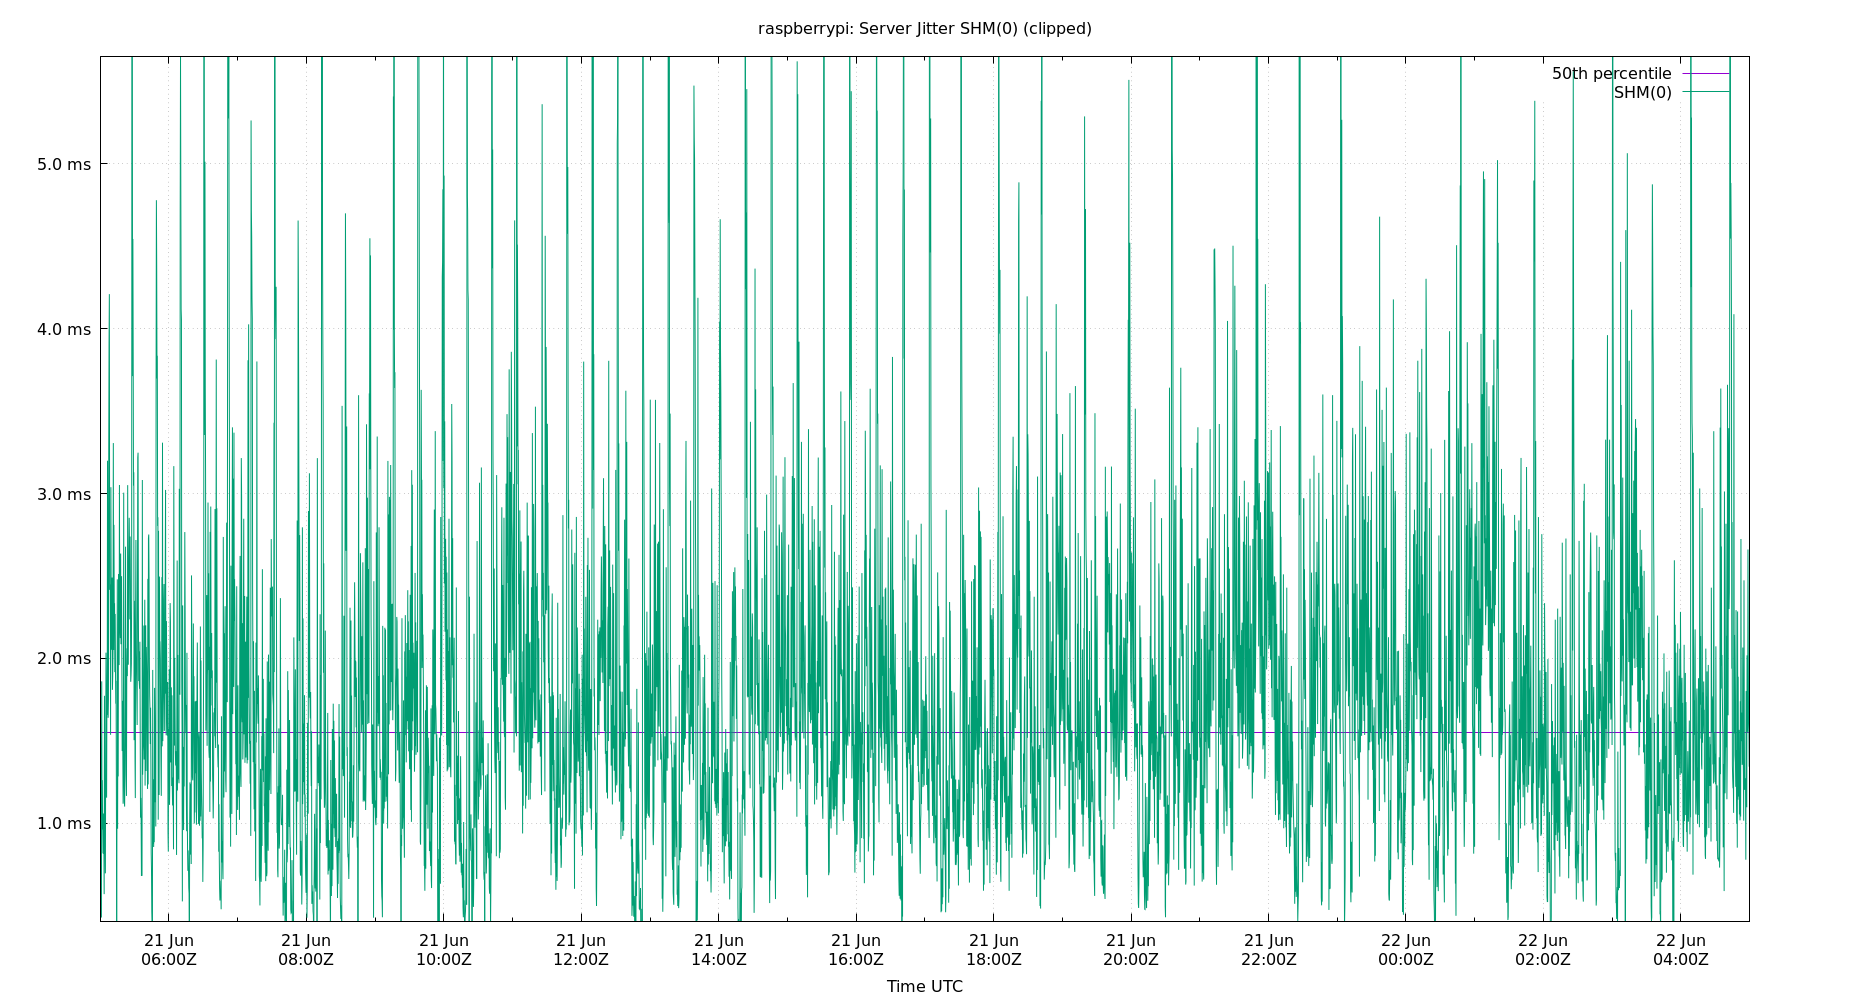 raspberrypi: Server Jitter SHM(0) (clipped)
50th percentile
SHM(0)
5.0 ms
4.0 ms
3.0 ms
2.0 ms
1.0 ms
21 Jun 21 Jun 21 Jun 21 Jun 21 Jun 21 Jun 21 Jun 21 Jun 21 Jun 22 Jun 22 Jun 22 Jun
06:00Z 08:00Z 10:00Z 12:00Z 14:00Z 16:00Z 18:00Z 20:00Z 22:00Z 00:00Z 02:00Z 04:00Z
Time UTC